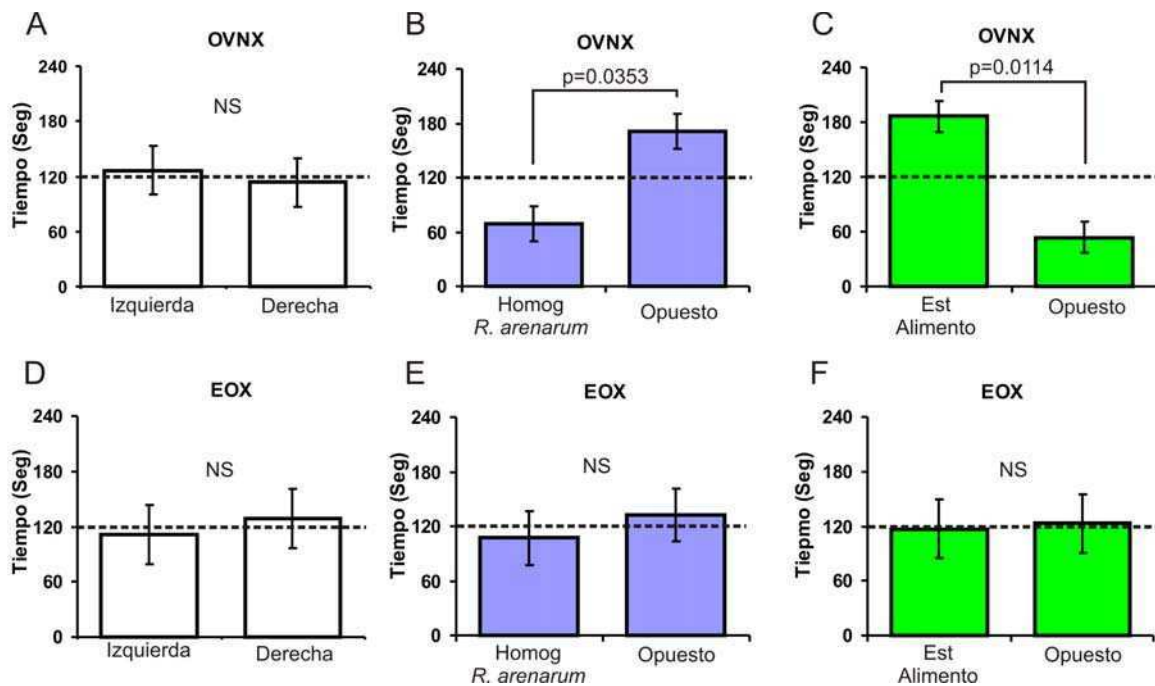 A
OVNX
Tiempo (Seg)
240
180
120
60
0
NS
Izquierda
Derecha
B
OVNX
p=0.0353
Tiempo (Seg)
240
180
120
60
0
Homog
R. arenarum
Opuesto
C
OVNX
p=0.0114
Tiempo (Seg)
240
180
120
60
0
Est
Alimento
Opuesto
D
EOX
Tiempo (Seg)
240
180
120
60
0
NS
Izquierda
Derecha
E
EOX
Tiempo (Seg)
240
180
120
60
0
NS
Homog
R. arenarum
Opuesto
F
EOX
Tiepmo (Seg)
240
180
120
60
0
NS
Est
Alimento
Opuesto